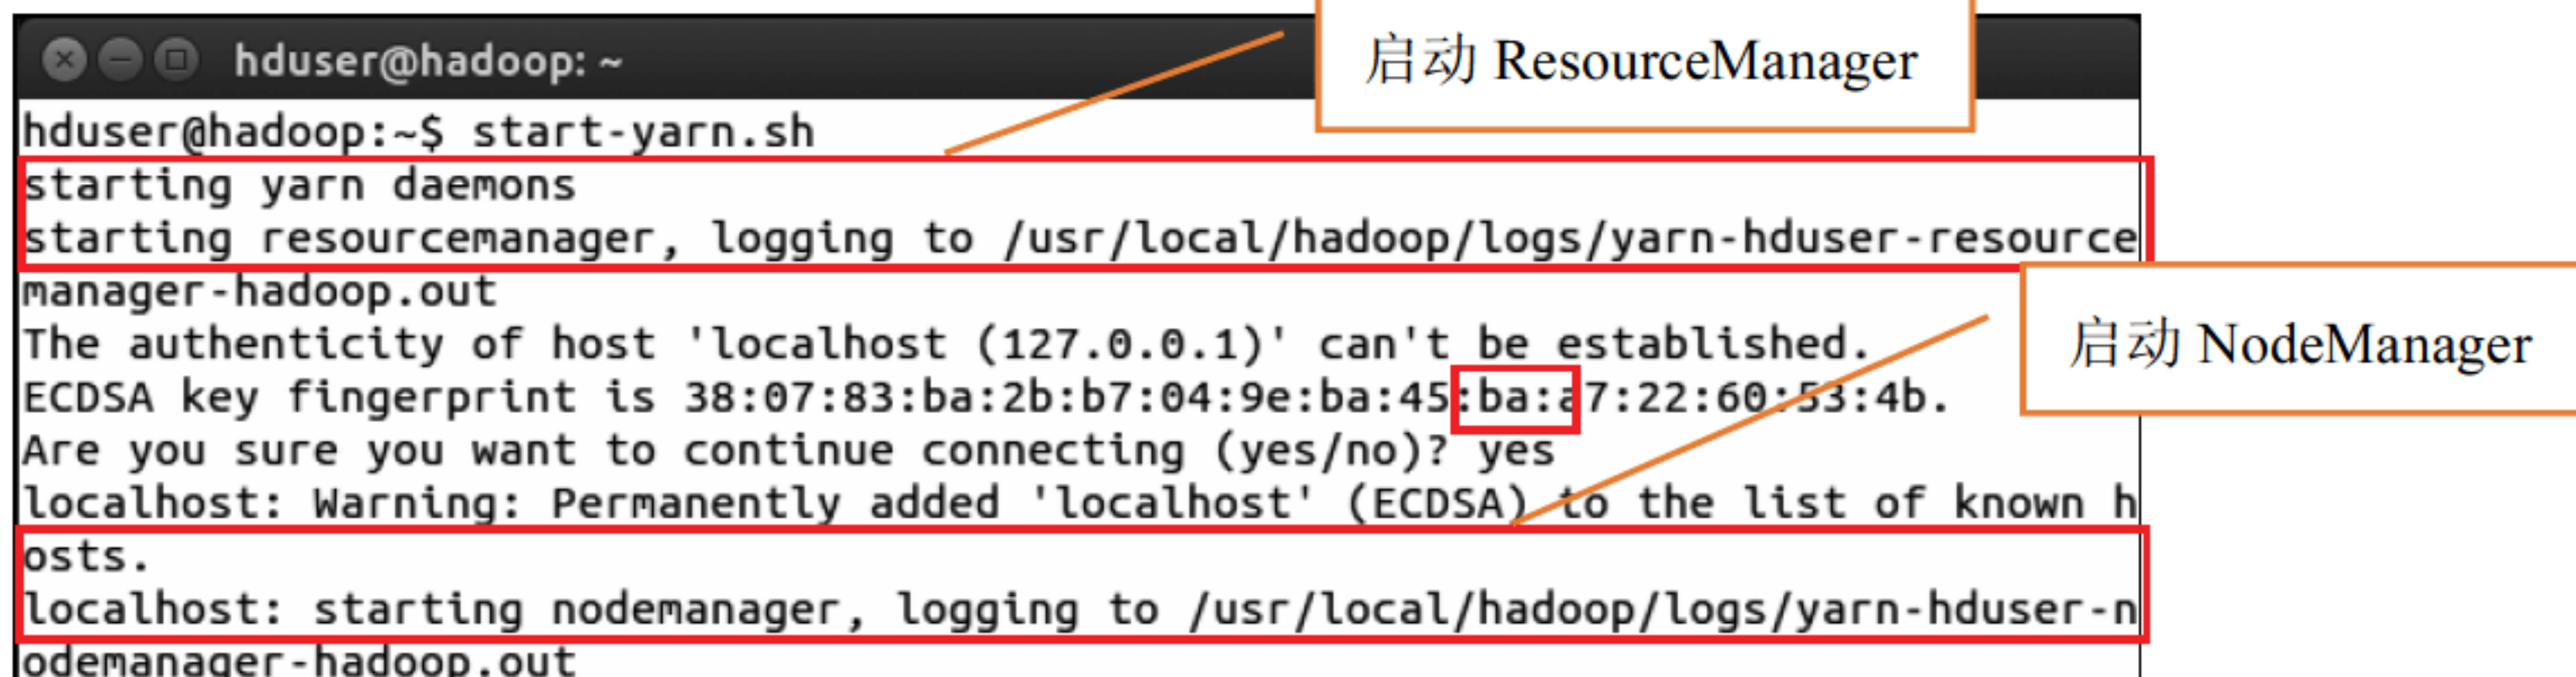 启动 ResourceManager
hduser@hadoop: ~
hduser@hadoop:~$ start-yarn.sh
starting yarn daemons
starting resourcemanager, logging to /usr/local/hadoop/logs/yarn-hduser-resource
manager-hadoop.out
启动 NodeManager
The authenticity of host 'localhost (127.0.0.1)' can't be established.
ECDSA key fingerprint is 38:07:83:ba:2b:b7:04:9e:ba:45:ba:a7:22:60:53:4b.
Are you sure you want to continue connecting (yes/no)? yes
localhost: Warning: Permanently added 'localhost' (ECDSA) to the list of known h
osts.
localhost: starting nodemanager, logging to /usr/local/hadoop/logs/yarn-hduser-n
odemanager-hadoop.out